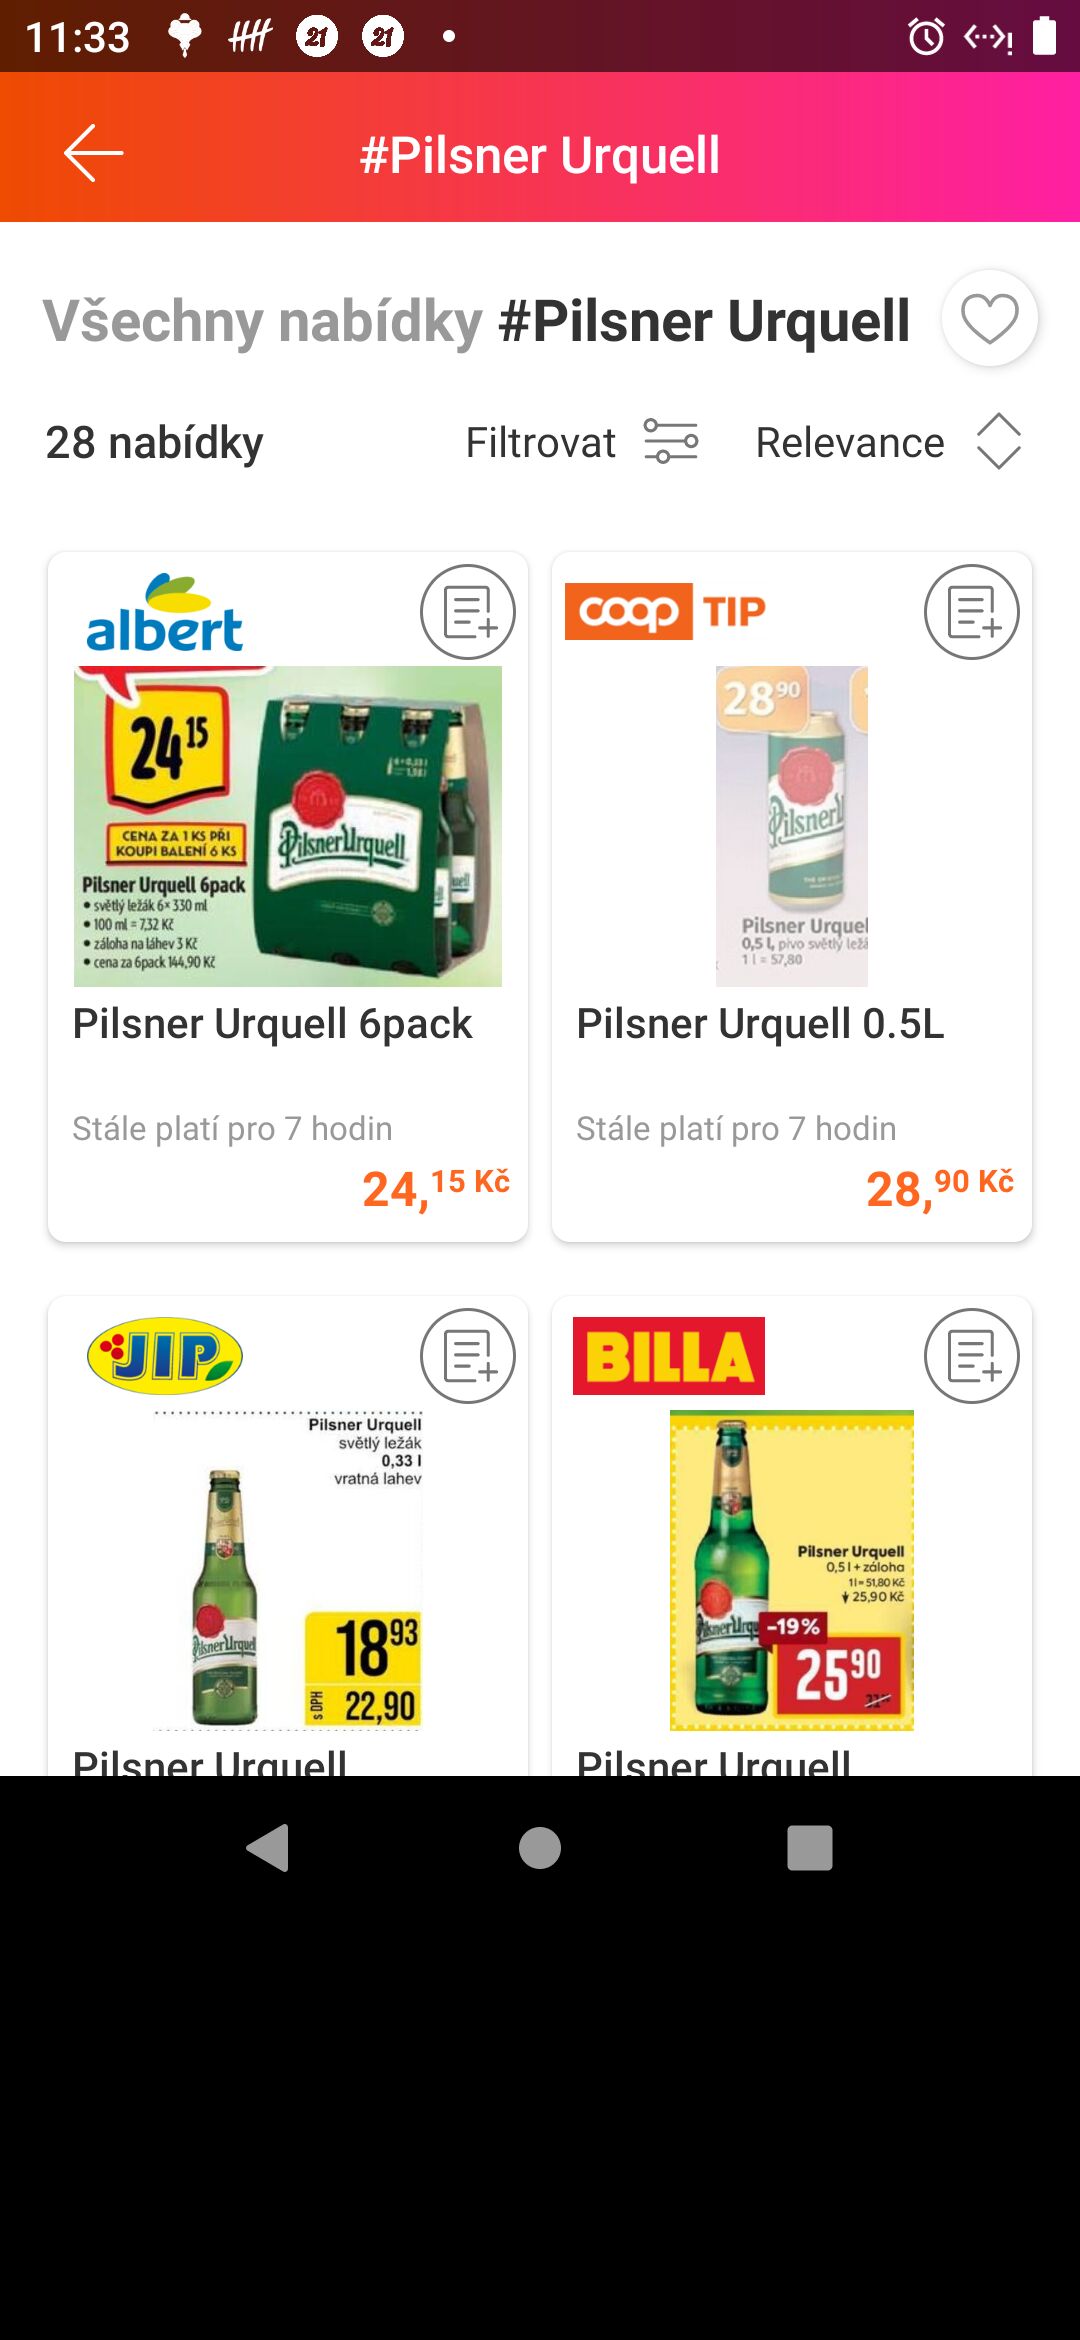 11:33
#Pilsner Urquell
Všechny nabídky #Pilsner Urquell
28 nabídky
Filtrovat
Relevance
albert
24 15
CENA ZA 1 KS PŘI
KOUPI BALENÍ 6 KS
Pilsner Urquell 6pack
• světlý ležák 6× 330 ml
• 100 ml = 7,32 Kč
• záloha na láhev 3 Kč
• cena za 6pack 144,90 Kč
Pilsner Urquell
Pilsner Urquell 6pack
Stále platí pro 7 hodin
24,15 Kč
coop TIP
28 90
Pilsner
Pilsner Urquel
0,5 l, pivo světlý ležá
1 l = 57,80
Pilsner Urquell 0.5L
Stále platí pro 7 hodin
28,90 Kč
JIP
Pilsner Urquell
světlý ležák
0,33 l
vratná lahev
Pilsner Urquell
18 93
s DPH 22,90
Pilsner Urquell
BILLA
Pilsner Urquell
0,5 l + záloha
1 l = 51,80 Kč
25,90 Kč
-19%
25 90
Pilsner Urquell